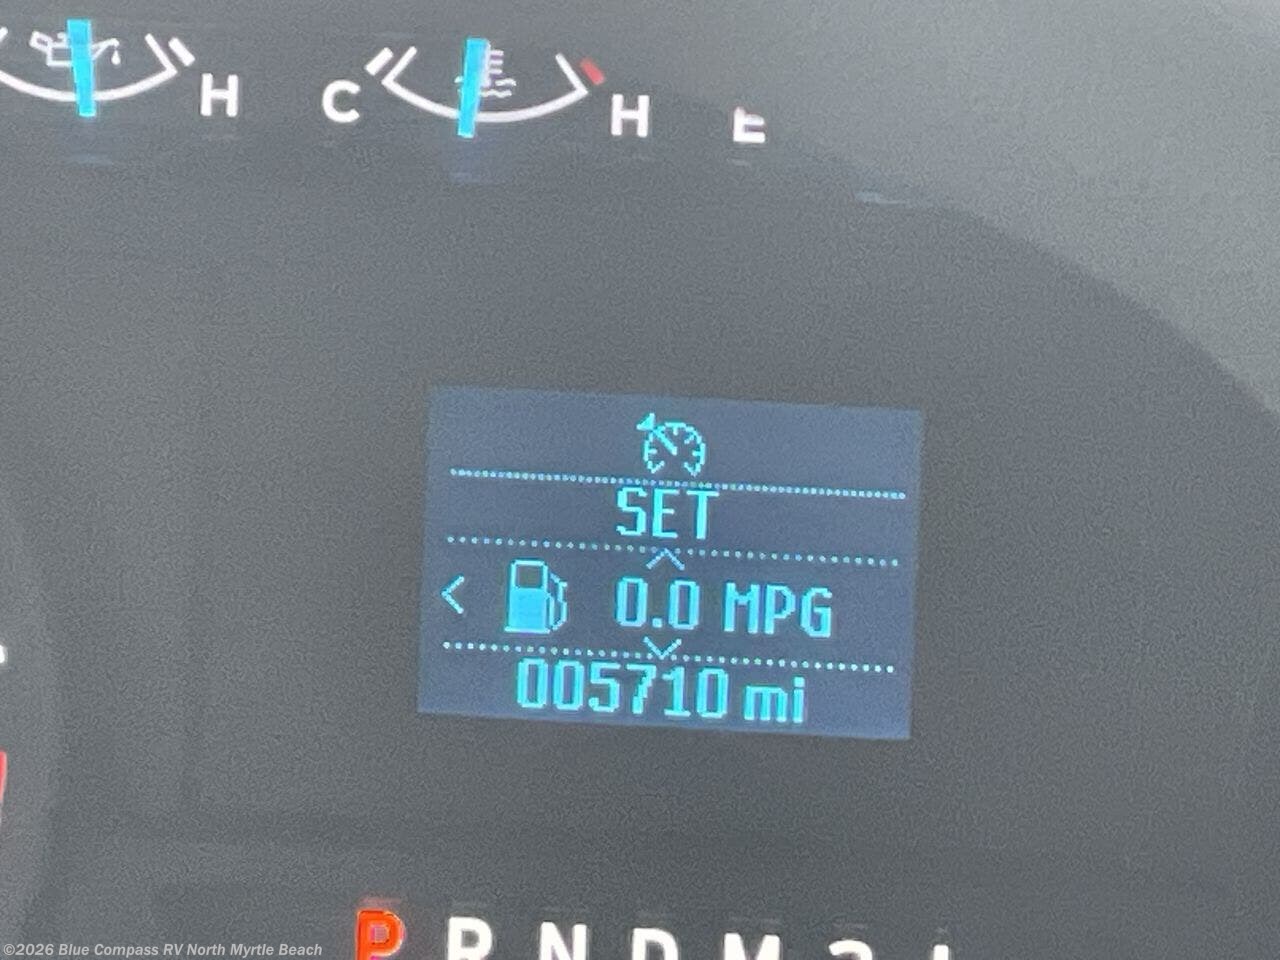 H C H E
SET
0.0 MPG
005710 mi
P R N D M
©2026 Blue Compass RV North Myrtle Beach